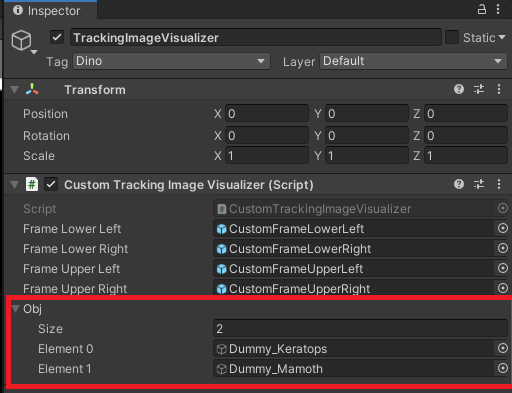 Inspector
TrackingImageVisualizer Static
Tag Dino Layer Default
Transform
Position X 0 Y 0 Z 0
Rotation X 0 Y 0 Z 0
Scale X 1 Y 1 Z 1
# Custom Tracking Image Visualizer (Script)
Script CustomTrackingImageVisualizer
Frame Lower Left CustomFrameLowerLeft
Frame Lower Right CustomFrameLowerRight
Frame Upper Left CustomFrameUpperLeft
Frame Upper Right CustomFrameUpperRight
Obj
Size 2
Element 0 Dummy_Keratops
Element 1 Dummy_Mamoth